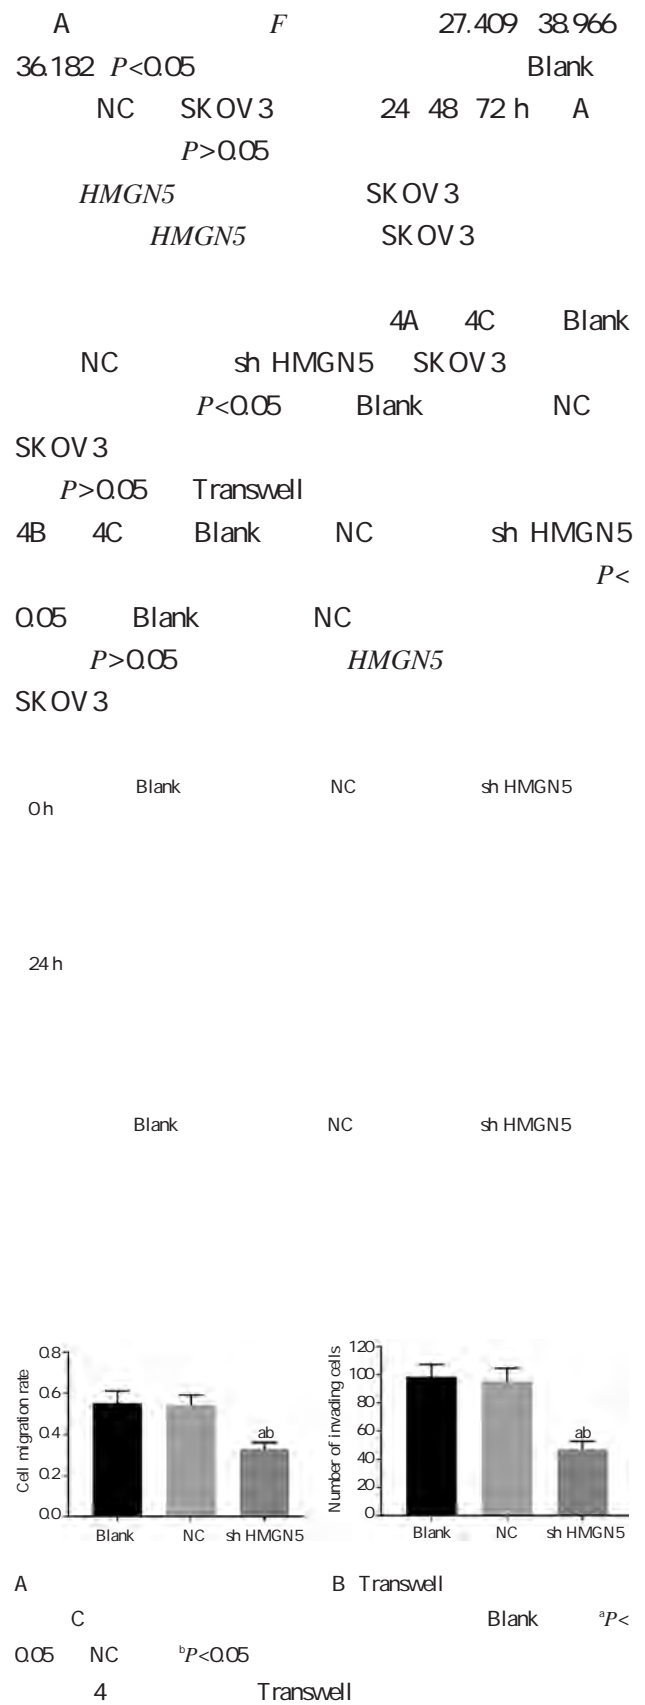 A F 27.409 38.966
36.182 P<0.05 Blank
NC SKOV3 24 48 72 h A
P>0.05
HMGN5 SKOV3
HMGN5 SKOV3
4A 4C Blank
NC sh HMGN5 SKOV3
P<0.05 Blank NC
SKOV3
P>0.05 Transwell
4B 4C Blank NC sh HMGN5
P<
0.05 Blank NC
P>0.05 HMGN5
SKOV3
Blank NC sh HMGN5
0 h
24 h
Blank NC sh HMGN5
Cell migration rate
0.8
0.6
0.4
0.2
0.0
ab
Blank NC sh HMGN5
Number of invading cells
120
100
80
60
40
20
0
ab
Blank NC sh HMGN5
A B Transwell
C Blank ᵃP<
0.05 NC ᵇP<0.05
4 Transwell